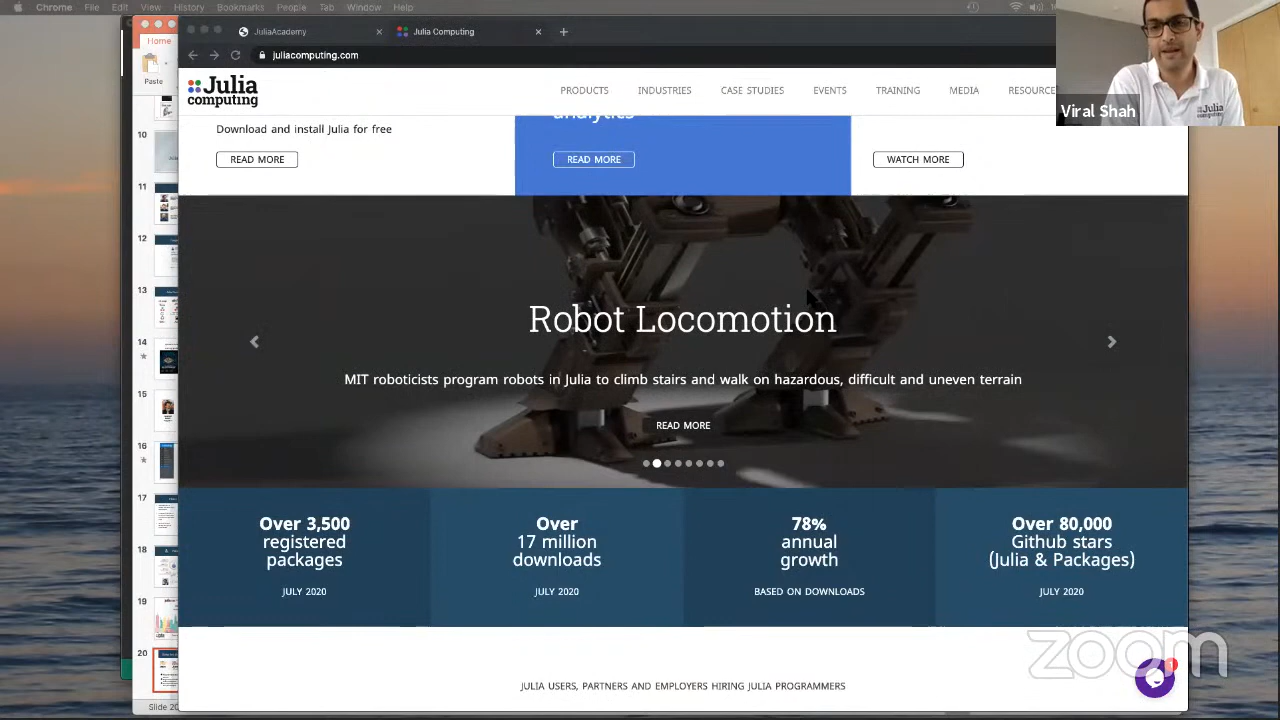 Chrome File Edit View History Bookmarks People Tab Window Help
JuliaAcademy
Julia Computing
Home
juliacomputing.com
Paste
Julia
computing
PRODUCTS INDUSTRIES CASE STUDIES EVENTS TRAINING MEDIA RESOURCE
Viral Shah
Julia
computing
analytics
Download and install Julia for free
READ MORE
READ MORE
WATCH MORE
10
11
12
13
14
15
16
17
18
19
20
Robot Locomotion
MIT roboticists program robots in Julia to climb stairs and walk on hazardous, difficult and uneven terrain
READ MORE
Over 3,500
registered
packages
JULY 2020
Over
17 million
downloads
JULY 2020
78%
annual
growth
BASED ON DOWNLOADS
Over 80,000
Github stars
(Julia & Packages)
JULY 2020
zoom
1
JULIA USERS, PARTNERS AND EMPLOYERS HIRING JULIA PROGRAMMERS
Slide 20